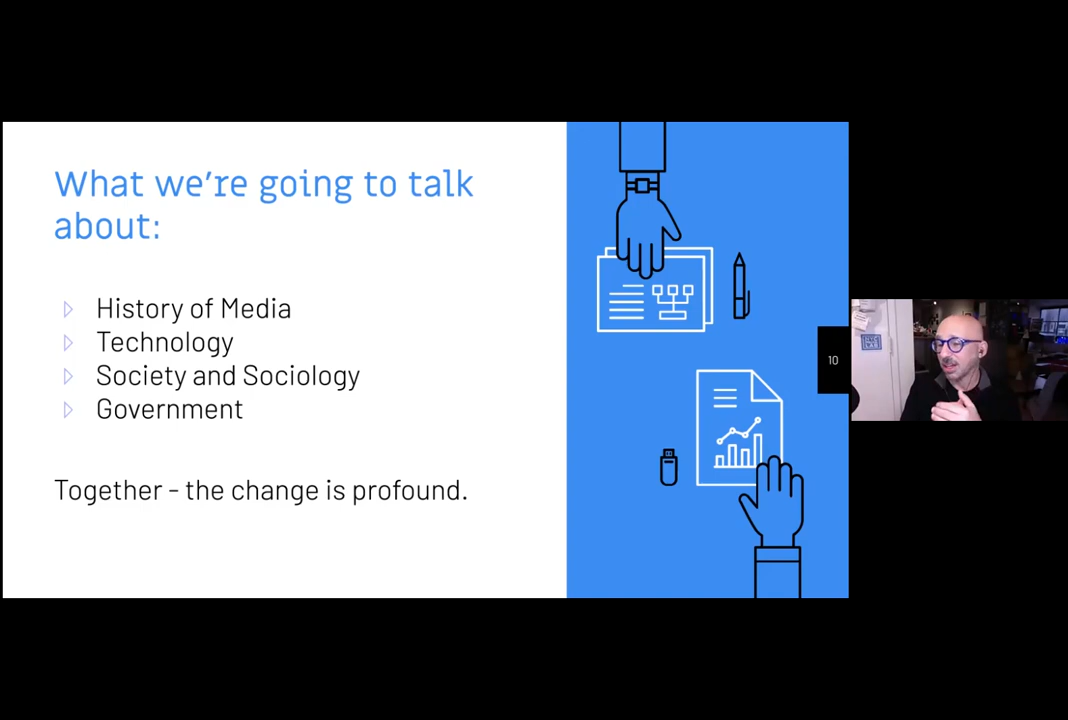 What we're going to talk
about:
History of Media
Technology
Society and Sociology
Government
Together - the change is profound.
10